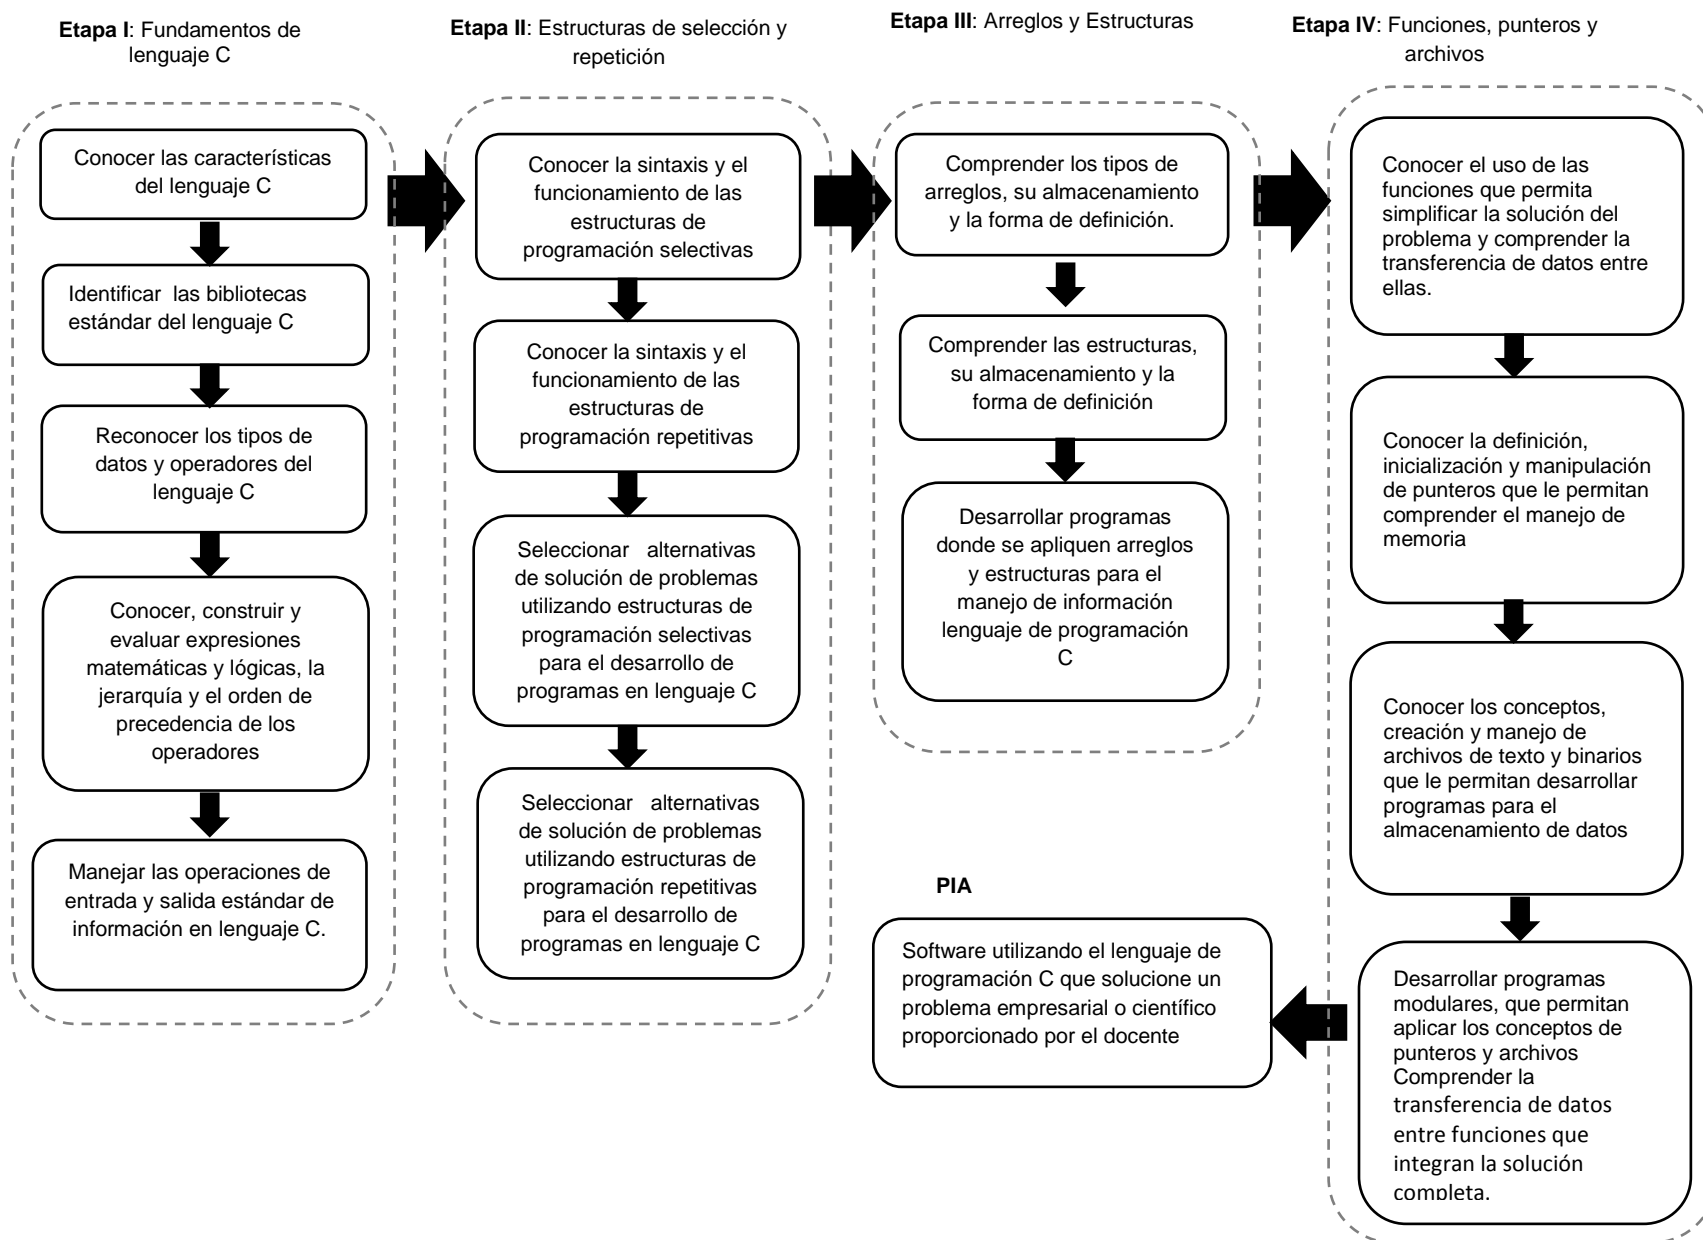 Etapa I: Fundamentos de
lenguaje C
Conocer las características
del lenguaje C
Identificar  las bibliotecas
estándar del lenguaje C
Reconocer los tipos de
datos y operadores del
lenguaje C
Conocer, construir y
evaluar expresiones
matemáticas y lógicas, la
jerarquía y el orden de
precedencia de los
operadores
Manejar las operaciones de
entrada y salida estándar de
información en lenguaje C.
Etapa II: Estructuras de selección y
repetición
Conocer la sintaxis y el
funcionamiento de las
estructuras de
programación selectivas
Conocer la sintaxis y el
funcionamiento de las
estructuras de
programación repetitivas
Seleccionar  alternativas
de solución de problemas
utilizando estructuras de
programación selectivas
para el desarrollo de
programas en lenguaje C
Seleccionar  alternativas
de solución de problemas
utilizando estructuras de
programación repetitivas
para el desarrollo de
programas en lenguaje C
Etapa III: Arreglos y Estructuras
Comprender los tipos de
arreglos, su almacenamiento
y la forma de definición.
Comprender las estructuras,
su almacenamiento y la
forma de definición
Desarrollar programas
donde se apliquen arreglos
y estructuras para el
manejo de información
lenguaje de programación
C
Etapa IV: Funciones, punteros y
archivos
Conocer el uso de las
funciones que permita
simplificar la solución del
problema y comprender la
transferencia de datos entre
ellas.
Conocer la definición,
inicialización y manipulación
de punteros que le permitan
comprender el manejo de
memoria
Conocer los conceptos,
creación y manejo de
archivos de texto y binarios
que le permitan desarrollar
programas para el
almacenamiento de datos
Desarrollar programas
modulares, que permitan
aplicar los conceptos de
punteros y archivos
Comprender la
transferencia de datos
entre funciones que
integran la solución
completa.
PIA
Software utilizando el lenguaje de
programación C que solucione un
problema empresarial o científico
proporcionado por el docente